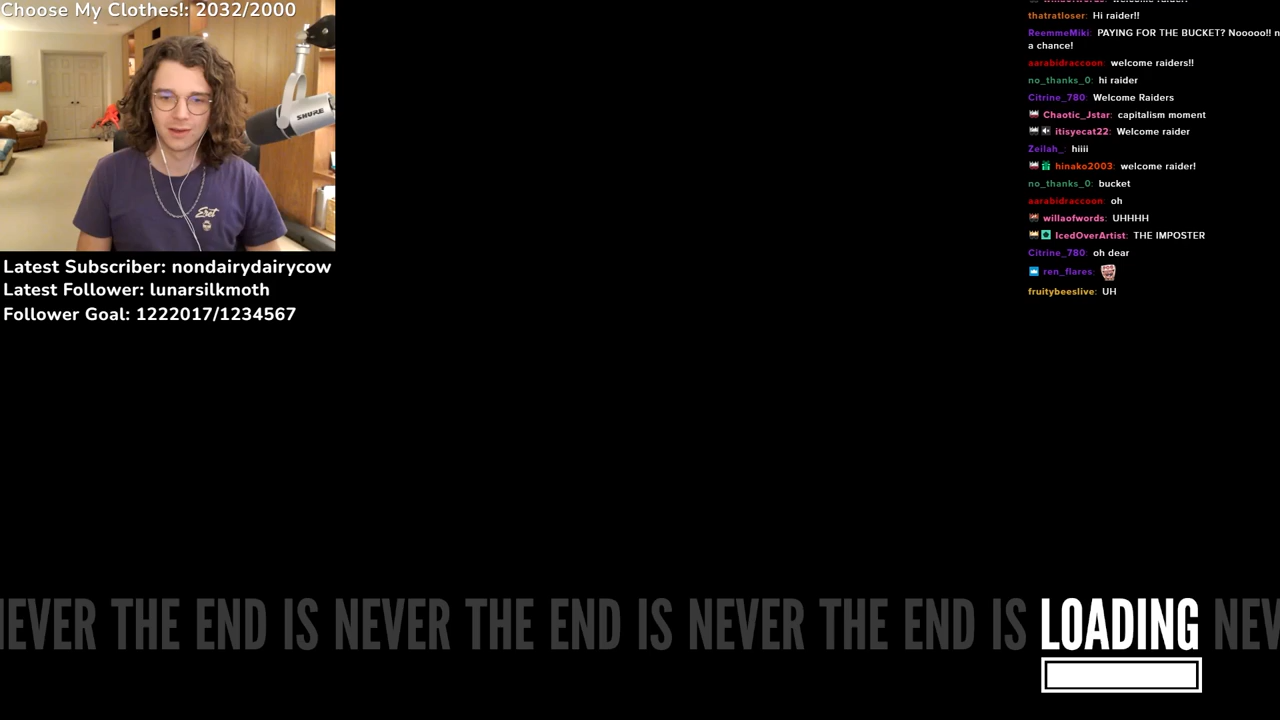 Choose My Clothes!: 2032/2000
SHURE
Latest Subscriber: nondairydairycow
Latest Follower: lunarsilkmoth
Follower Goal: 1222017/1234567
thatratloser: Hi raider!!
ReemmeMiki: PAYING FOR THE BUCKET? Nooooo!! n
a chance!
aarabidraccoon: welcome raiders!!
no_thanks_0: hi raider
Citrine_780: Welcome Raiders
Chaotic_Jstar: capitalism moment
itisyecat22: Welcome raider
Zeilah_: hiiii
hinako2003: welcome raider!
no_thanks_0: bucket
aarabidraccoon: oh
willaofwords: UHHHH
IcedOverArtist: THE IMPOSTER
Citrine_780: oh dear
ren_flares:
fruitybeeslive: UH
NEVER THE END IS NEVER THE END IS NEVER THE END IS LOADING NEV